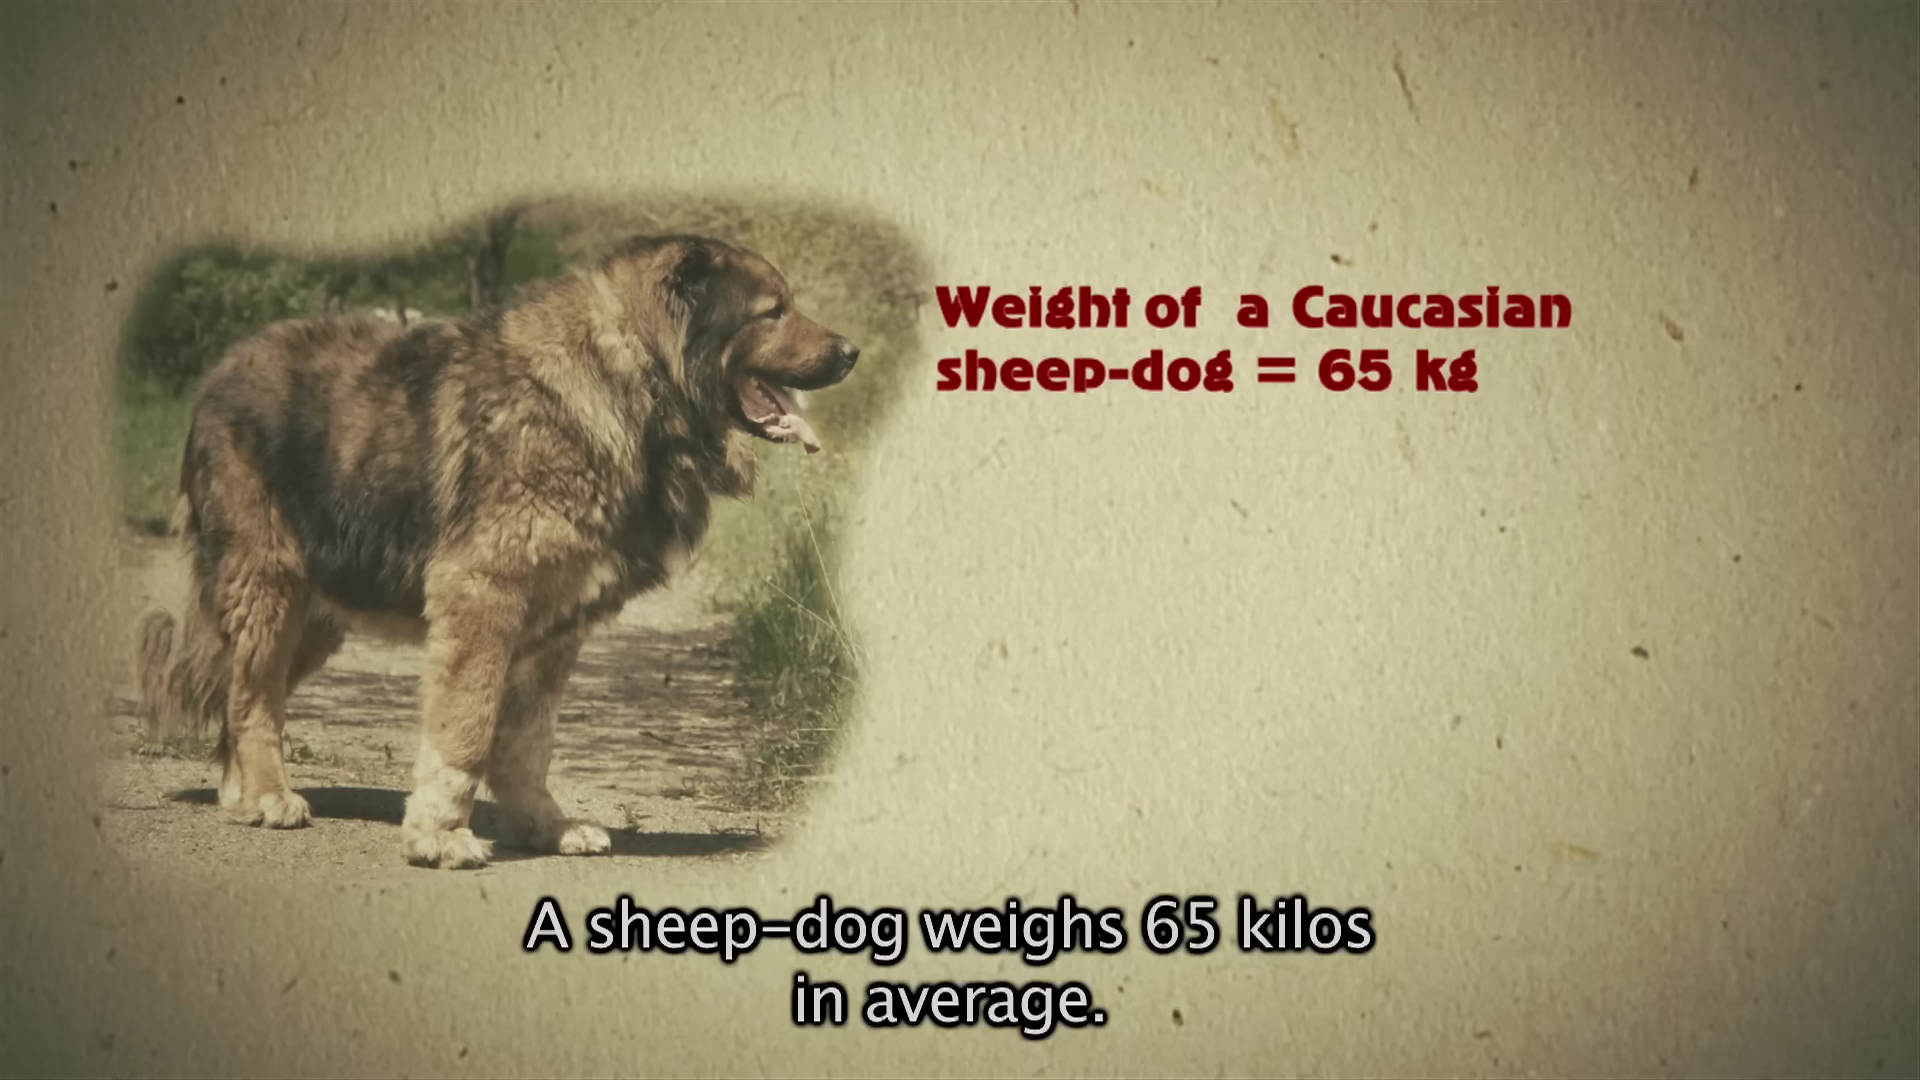 Weight of a Caucasian
sheep-dog = 65 kg
A sheep-dog weighs 65 kilos
in average.